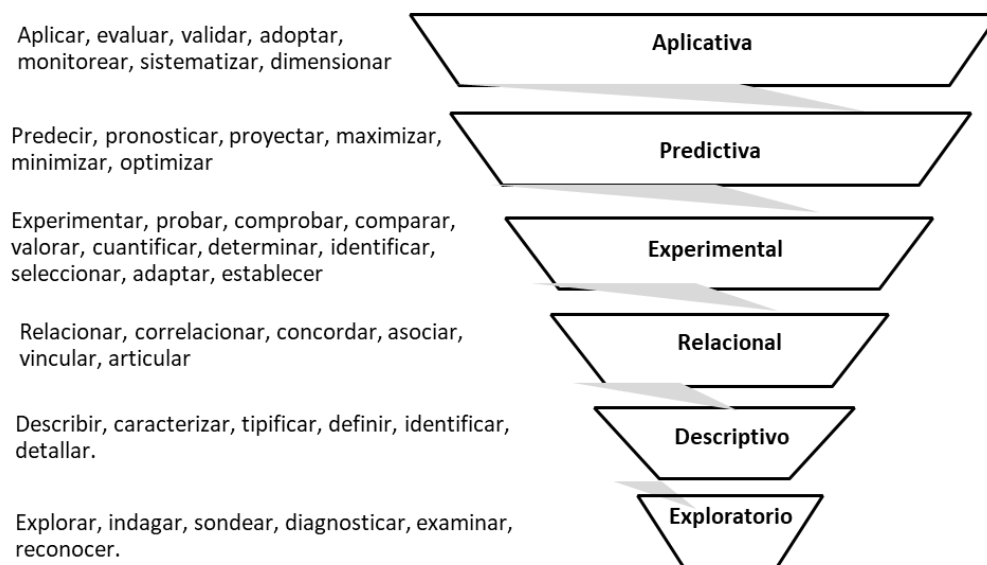 Aplicar, evaluar, validar, adoptar,
monitorear, sistematizar, dimensionar
Aplicativa
Predecir, pronosticar, proyectar, maximizar,
minimizar, optimizar
Predictiva
Experimentar, probar, comprobar, comparar,
valorar, cuantificar, determinar, identificar,
seleccionar, adaptar, establecer
Experimental
Relacionar, correlacionar, concordar, asociar,
vincular, articular
Relacional
Describir, caracterizar, tipificar, definir, identificar,
detallar.
Descriptivo
Explorar, indagar, sondear, diagnosticar, examinar,
reconocer.
Exploratorio